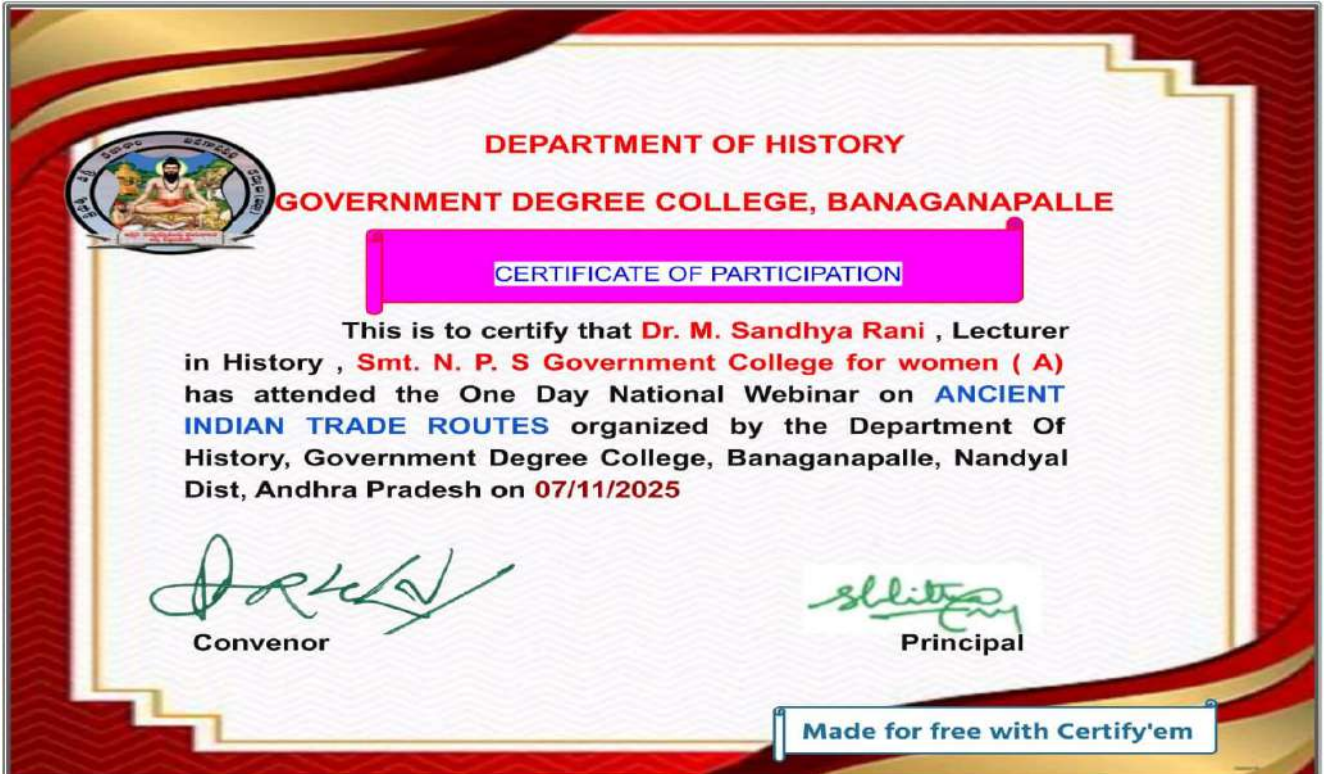 DEPARTMENT OF HISTORY
GOVERNMENT DEGREE COLLEGE, BANAGANAPALLE
CERTIFICATE OF PARTICIPATION
This is to certify that Dr. M. Sandhya Rani , Lecturer
in History , Smt. N. P. S Government College for women ( A)
has attended the One Day National Webinar on ANCIENT
INDIAN TRADE ROUTES organized by the Department Of
History, Government Degree College, Banaganapalle, Nandyal
Dist, Andhra Pradesh on 07/11/2025
Convenor
Principal
Made for free with Certify'em